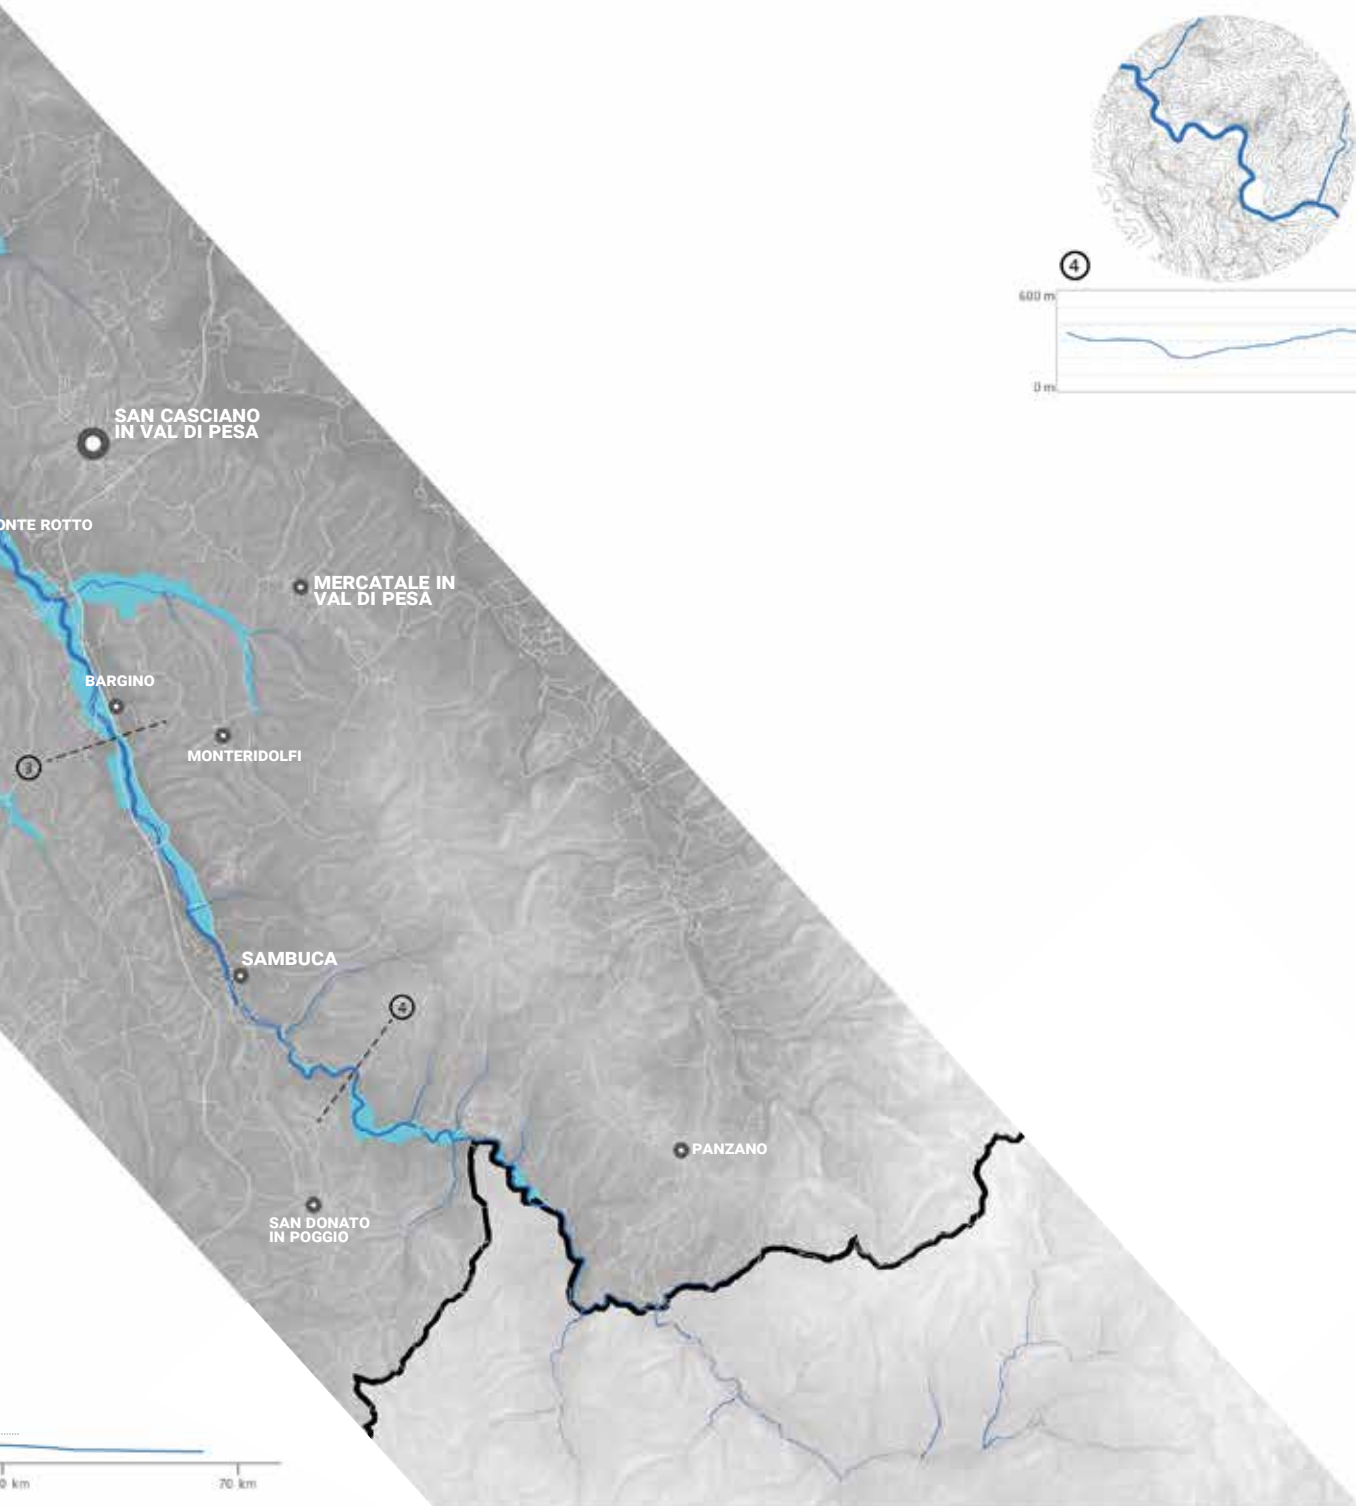 4
600 m
0 m
SAN CASCIANO
IN VAL DI PESA
ONTE ROTTO
MERCATALE IN
VAL DI PESA
BARGINO
MONTERIDOLFI
3
SAMBUCA
4
PANZANO
SAN DONATO
IN POGGIO
0 km
70 km